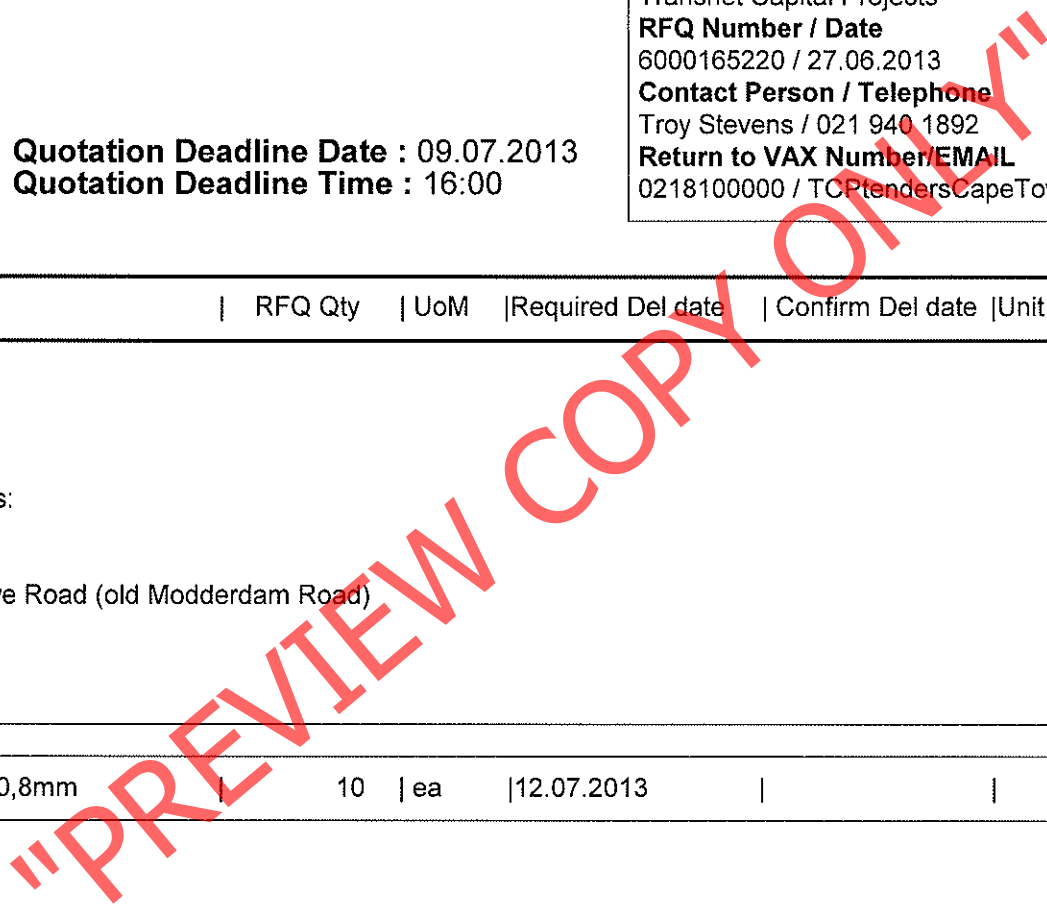 Transnet Capital Projects
RFQ Number / Date
6000165220 / 27.06.2013
Contact Person / Telephone
Troy Stevens / 021 940 1892
Return to VAX Number/EMAIL
0218100000 / TCPtendersCapeTo
Quotation Deadline Date : 09.07.2013
Quotation Deadline Time : 16:00
| RFQ Qty | UoM |Required Del date | Confirm Del date |Unit
s:
e Road (old Modderdam Road)
0,8mm | 10 | ea |12.07.2013 | |
"PREVIEW COPY ONLY"